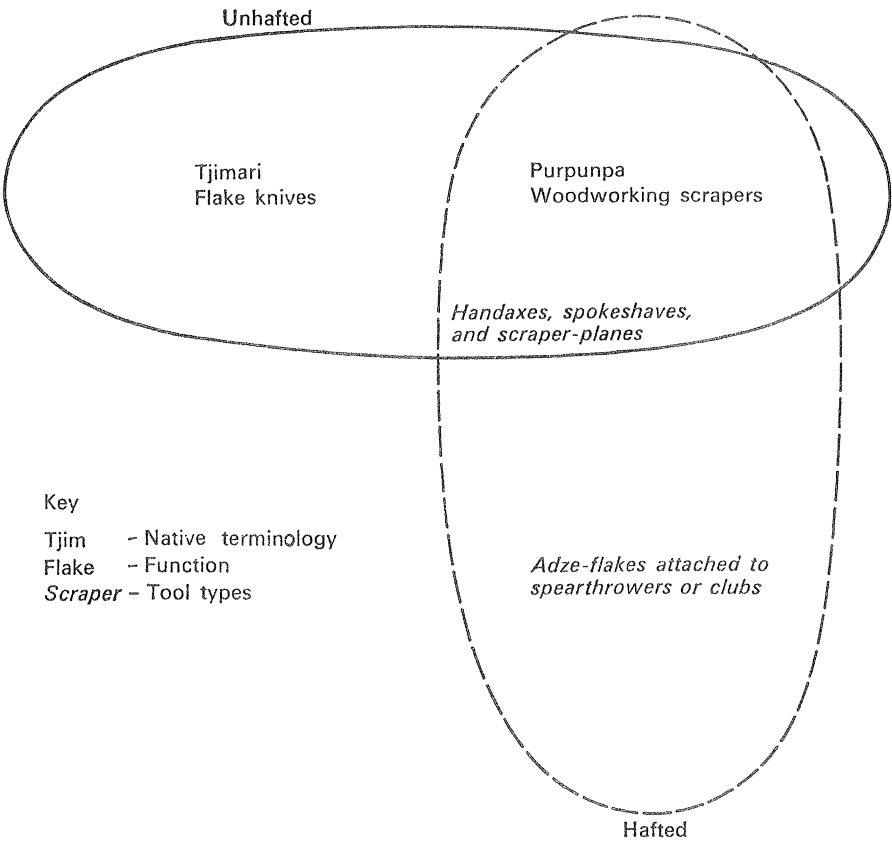 Unhafted
Tjimari
Flake knives
Purpunpa
Woodworking scrapers
Handaxes, spokeshaves,
and scraper-planes
Key
Tjim – Native terminology
Flake – Function
Scraper – Tool types
Adze-flakes attached to
spearthrowers or clubs
Hafted